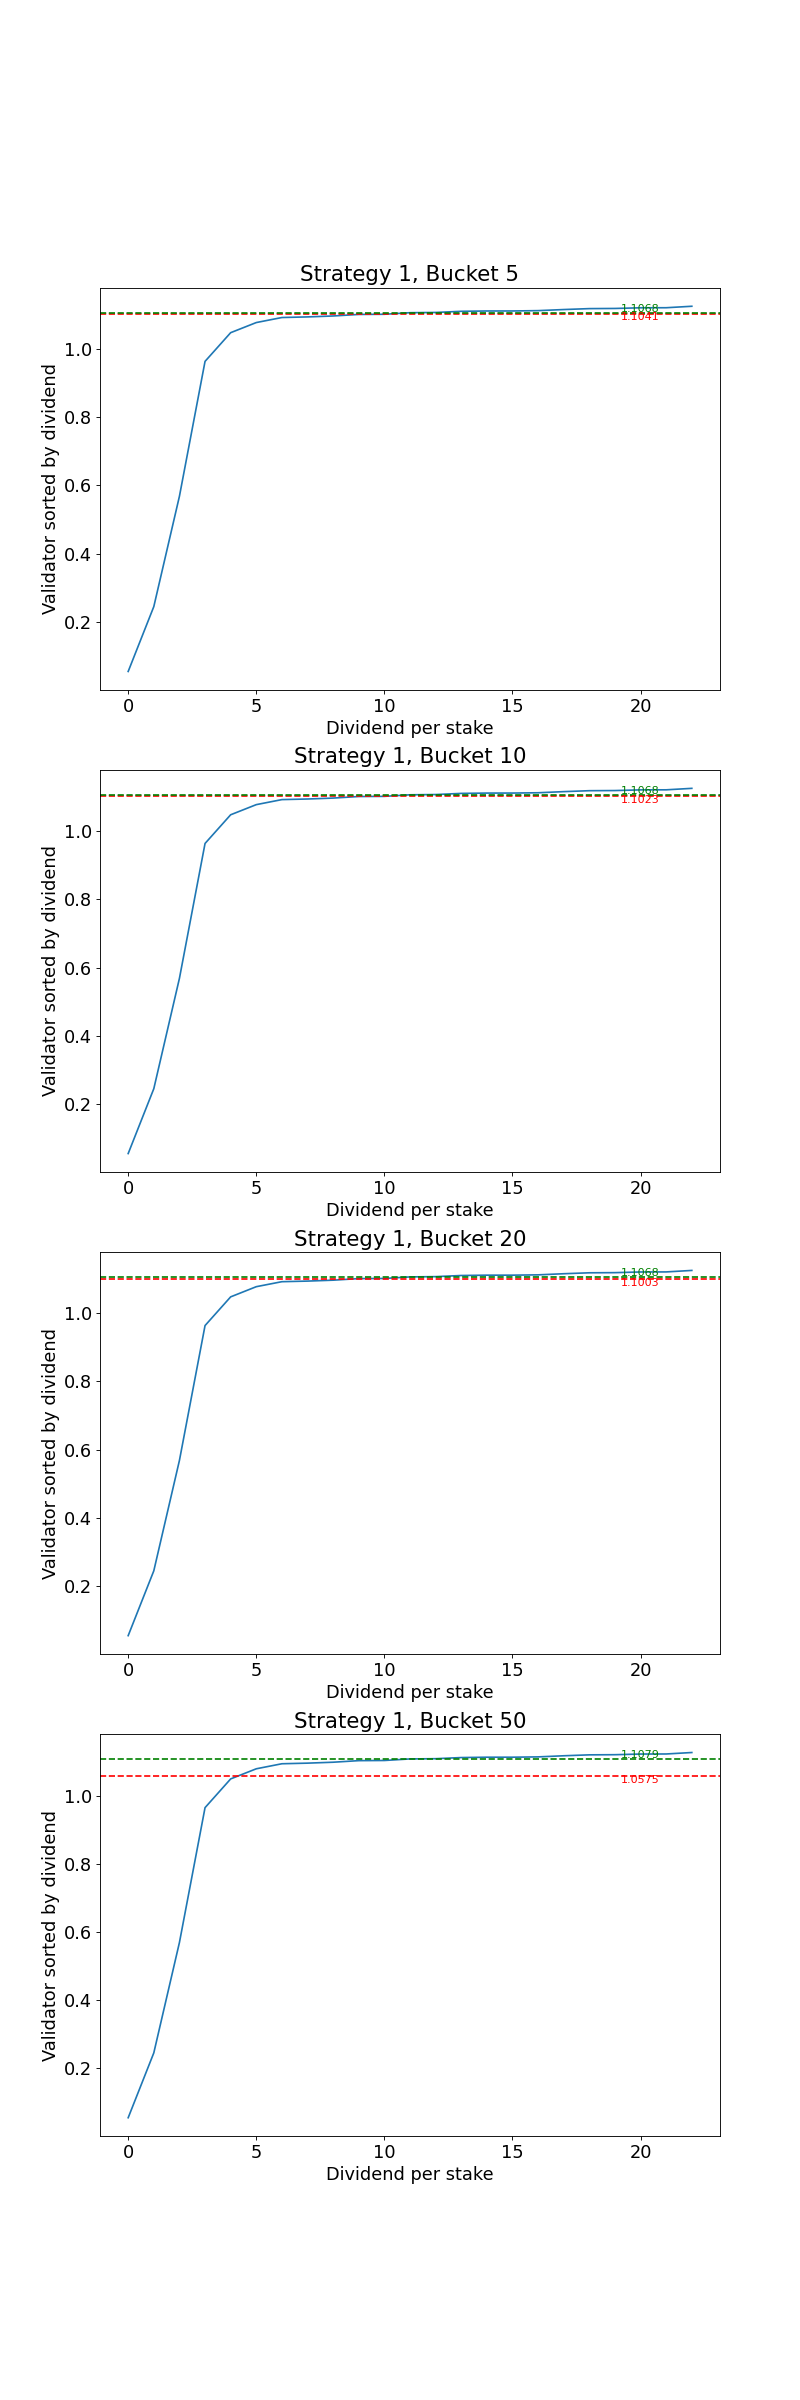 Strategy 1, Bucket 5
1.1068
1.1041
1.0
0.8
0.6
0.4
0.2
Validator sorted by dividend
0 5 10 15 20
Dividend per stake
Strategy 1, Bucket 10
1.1068
1.1023
1.0
0.8
0.6
0.4
0.2
Validator sorted by dividend
0 5 10 15 20
Dividend per stake
Strategy 1, Bucket 20
1.1068
1.1003
1.0
0.8
0.6
0.4
0.2
Validator sorted by dividend
0 5 10 15 20
Dividend per stake
Strategy 1, Bucket 50
1.1079
1.0575
1.0
0.8
0.6
0.4
0.2
Validator sorted by dividend
0 5 10 15 20
Dividend per stake